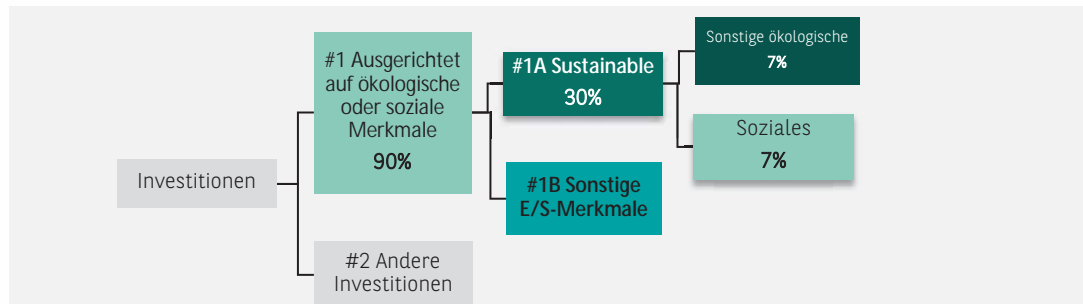 Investitionen
#1 Ausgerichtet
auf ökologische
oder soziale
Merkmale
90%
#2 Andere
Investitionen
#1A Sustainable
30%
#1B Sonstige
E/S-Merkmale
Sonstige ökologische
7%
Soziales
7%